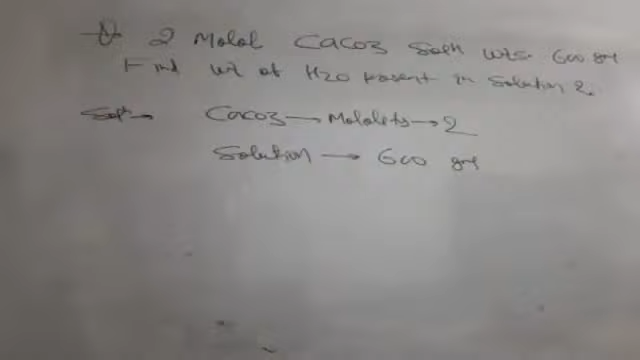 Q 2 Molal CaCO3 Soln wts. 600 gm
Find wt of H2O present in Solution ?
Soln → CaCO3 → Molality → 2
Solution → 600 gm